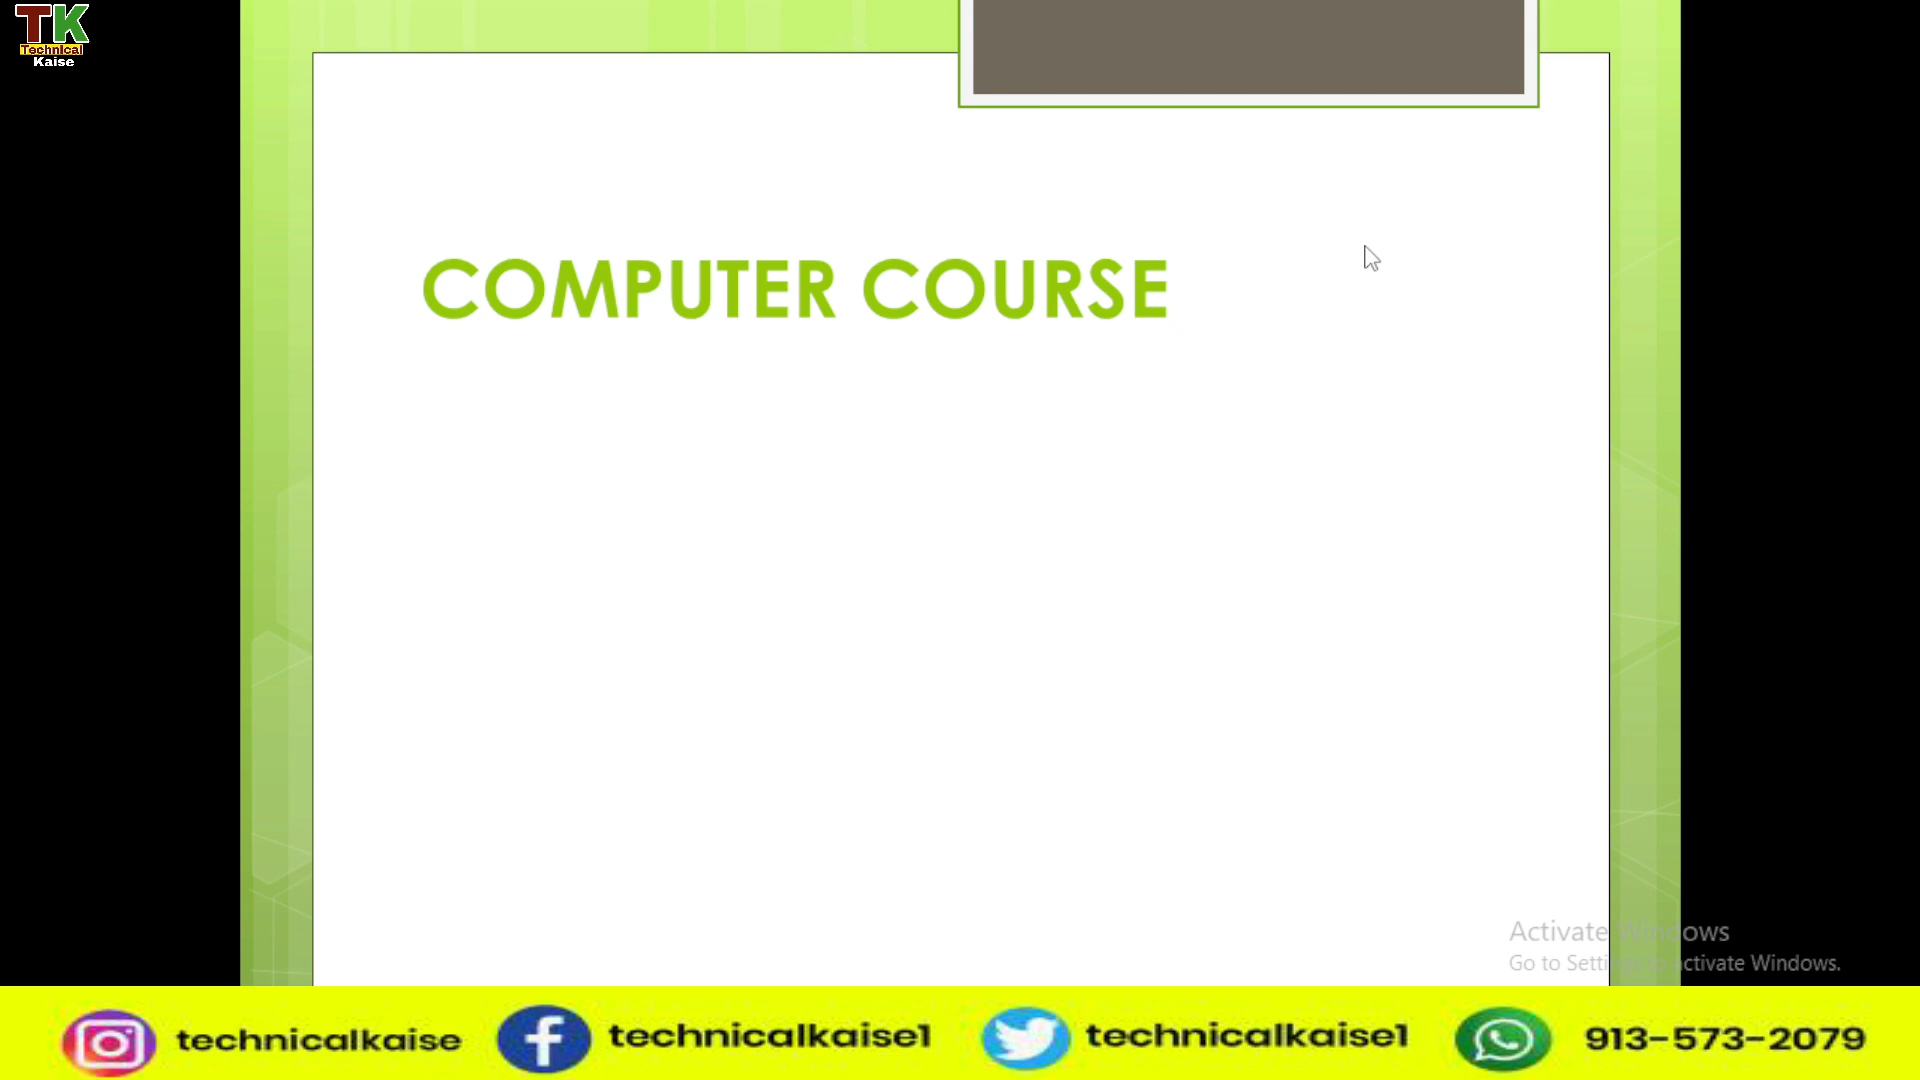 TK
Technical
Kaise
COMPUTER COURSE
Activate Windows
Go to Settings to activate Windows.
technicalkaise
technicalkaise1
technicalkaise1
913-573-2079